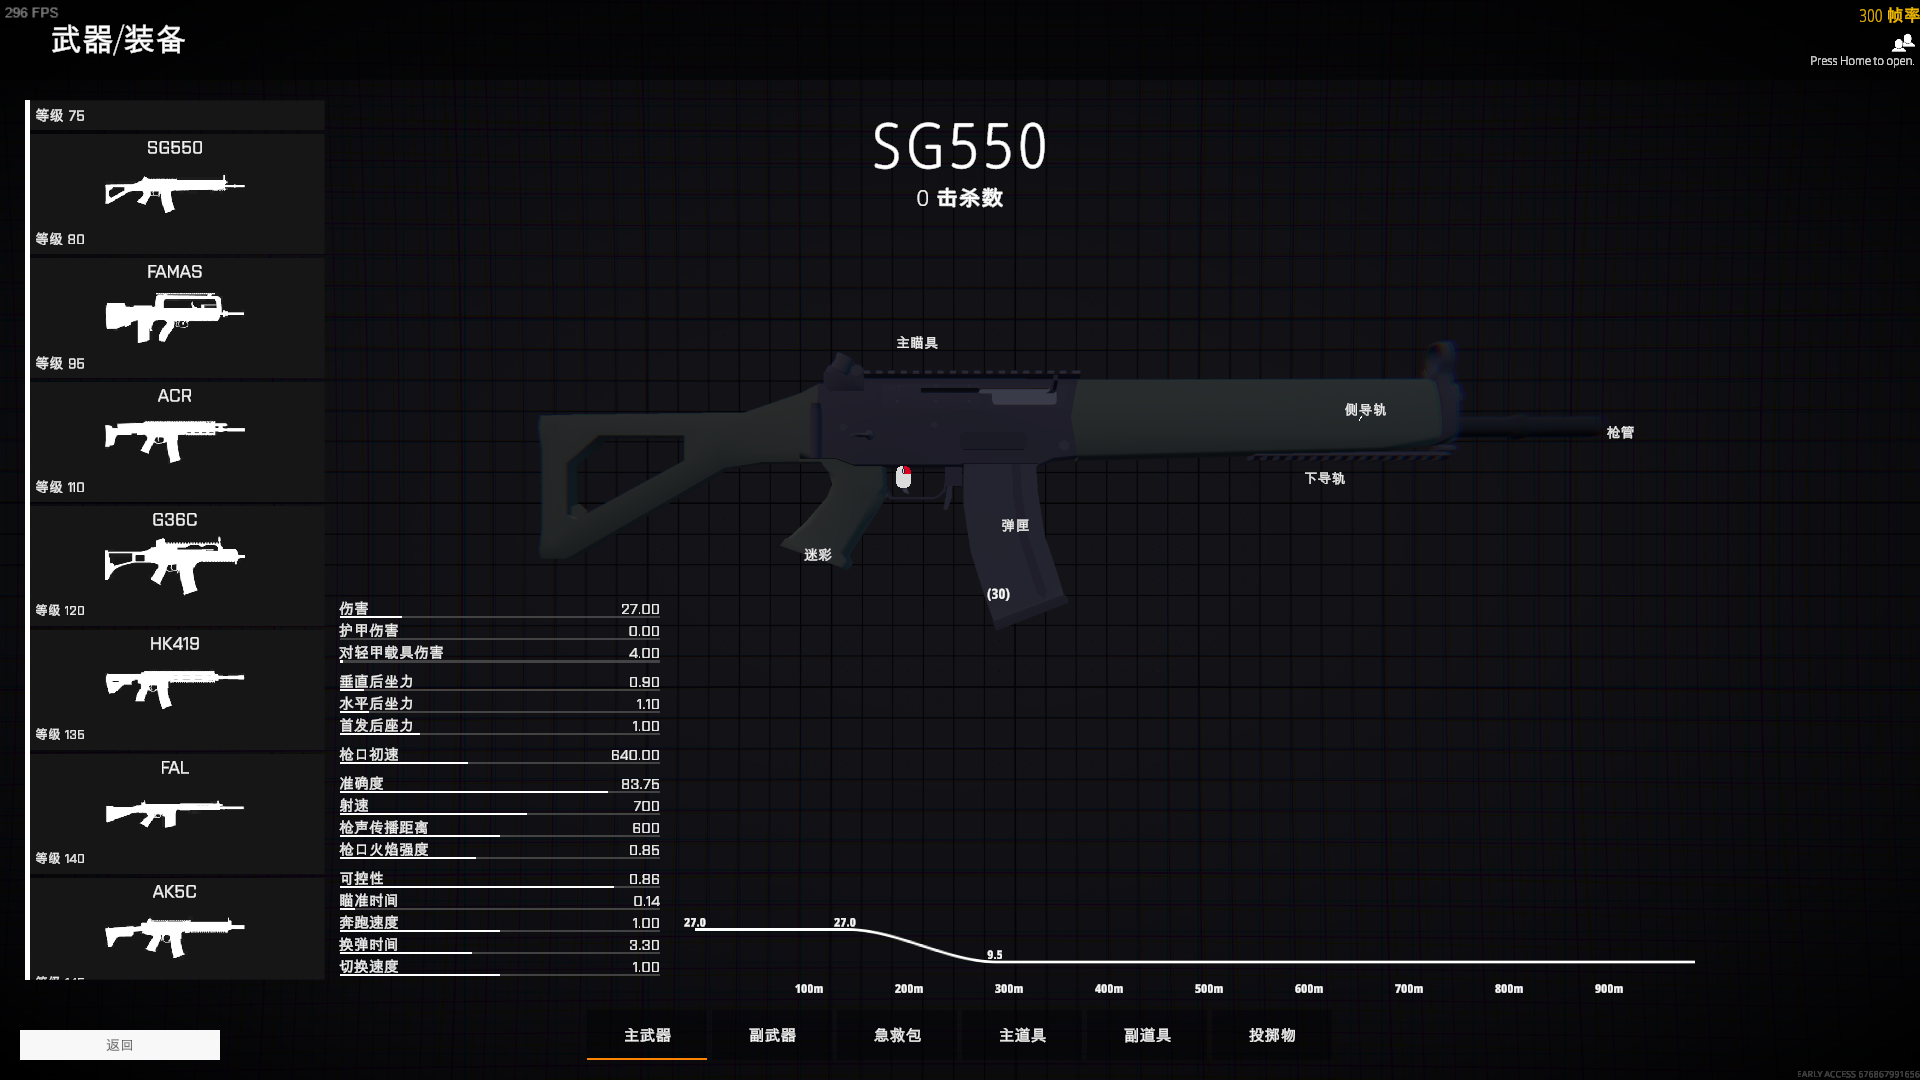 296 FPS
武器/装备
300 帧率
Press Home to open.
等级 75
SG550
等级 80
FAMAS
等级 95
ACR
等级 110
G36C
等级 120
HK419
等级 135
FAL
等级 140
AK5C
SG550
0 击杀数
主瞄具
侧导轨
枪管
下导轨
弹匣
迷彩
(30)
伤害 27.00
护甲伤害 0.00
对轻甲载具伤害 4.00
垂直后坐力 0.90
水平后坐力 1.10
首发后座力 1.00
枪口初速 640.00
准确度 83.75
射速 700
枪声传播距离 600
枪口火焰强度 0.85
可控性 0.86
瞄准时间 0.14
奔跑速度 1.00
换弹时间 3.30
切换速度 1.00
27.0 27.0 9.5
100m 200m 300m 400m 500m 600m 700m 800m 900m
主武器 副武器 急救包 主道具 副道具 投掷物
返回
EARLY ACCESS 676867991656